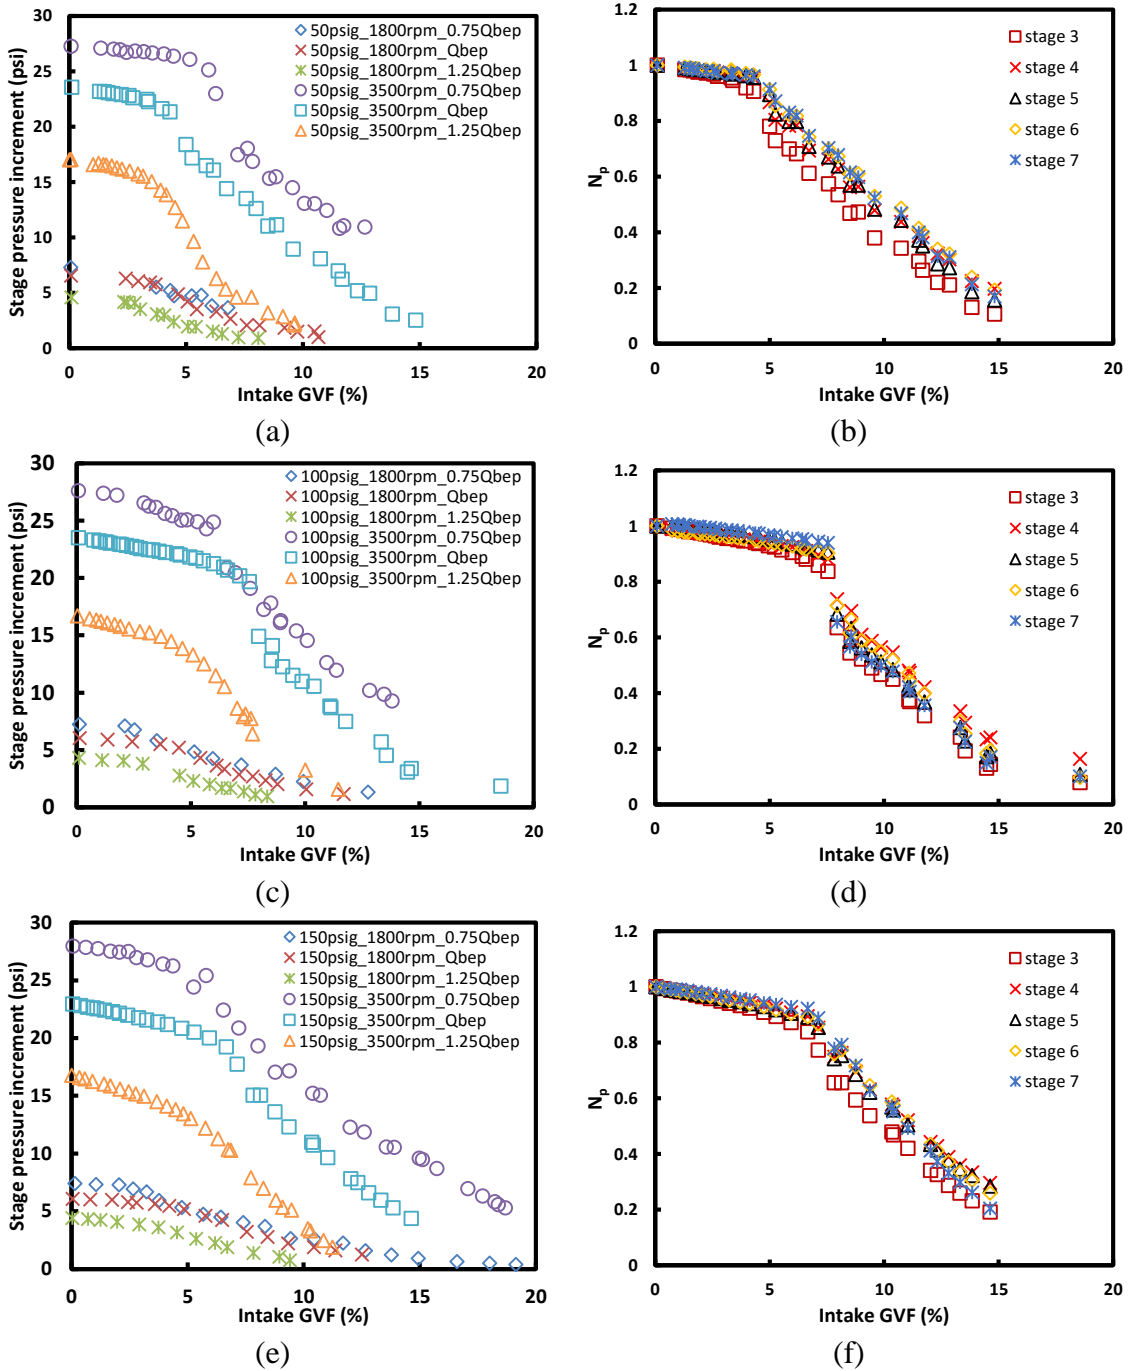 30
25
20
15
10
5
0
Stage pressure increment (psi)
50psig_1800rpm_0.75Qbep
50psig_1800rpm_Qbep
50psig_1800rpm_1.25Qbep
50psig_3500rpm_0.75Qbep
50psig_3500rpm_Qbep
50psig_3500rpm_1.25Qbep
0 5 10 15 20
Intake GVF (%)
(a)
1.2
1
0.8
0.6
0.4
0.2
0
Np
stage 3
stage 4
stage 5
stage 6
stage 7
0 5 10 15 20
Intake GVF (%)
(b)
30
25
20
15
10
5
0
Stage pressure increment (psi)
100psig_1800rpm_0.75Qbep
100psig_1800rpm_Qbep
100psig_1800rpm_1.25Qbep
100psig_3500rpm_0.75Qbep
100psig_3500rpm_Qbep
100psig_3500rpm_1.25Qbep
0 5 10 15 20
Intake GVF (%)
(c)
1.2
1
0.8
0.6
0.4
0.2
0
Np
stage 3
stage 4
stage 5
stage 6
stage 7
0 5 10 15 20
Intake GVF (%)
(d)
30
25
20
15
10
5
0
Stage pressure increment (psi)
150psig_1800rpm_0.75Qbep
150psig_1800rpm_Qbep
150psig_1800rpm_1.25Qbep
150psig_3500rpm_0.75Qbep
150psig_3500rpm_Qbep
150psig_3500rpm_1.25Qbep
0 5 10 15 20
Intake GVF (%)
(e)
1.2
1
0.8
0.6
0.4
0.2
0
Np
stage 3
stage 4
stage 5
stage 6
stage 7
0 5 10 15 20
Intake GVF (%)
(f)